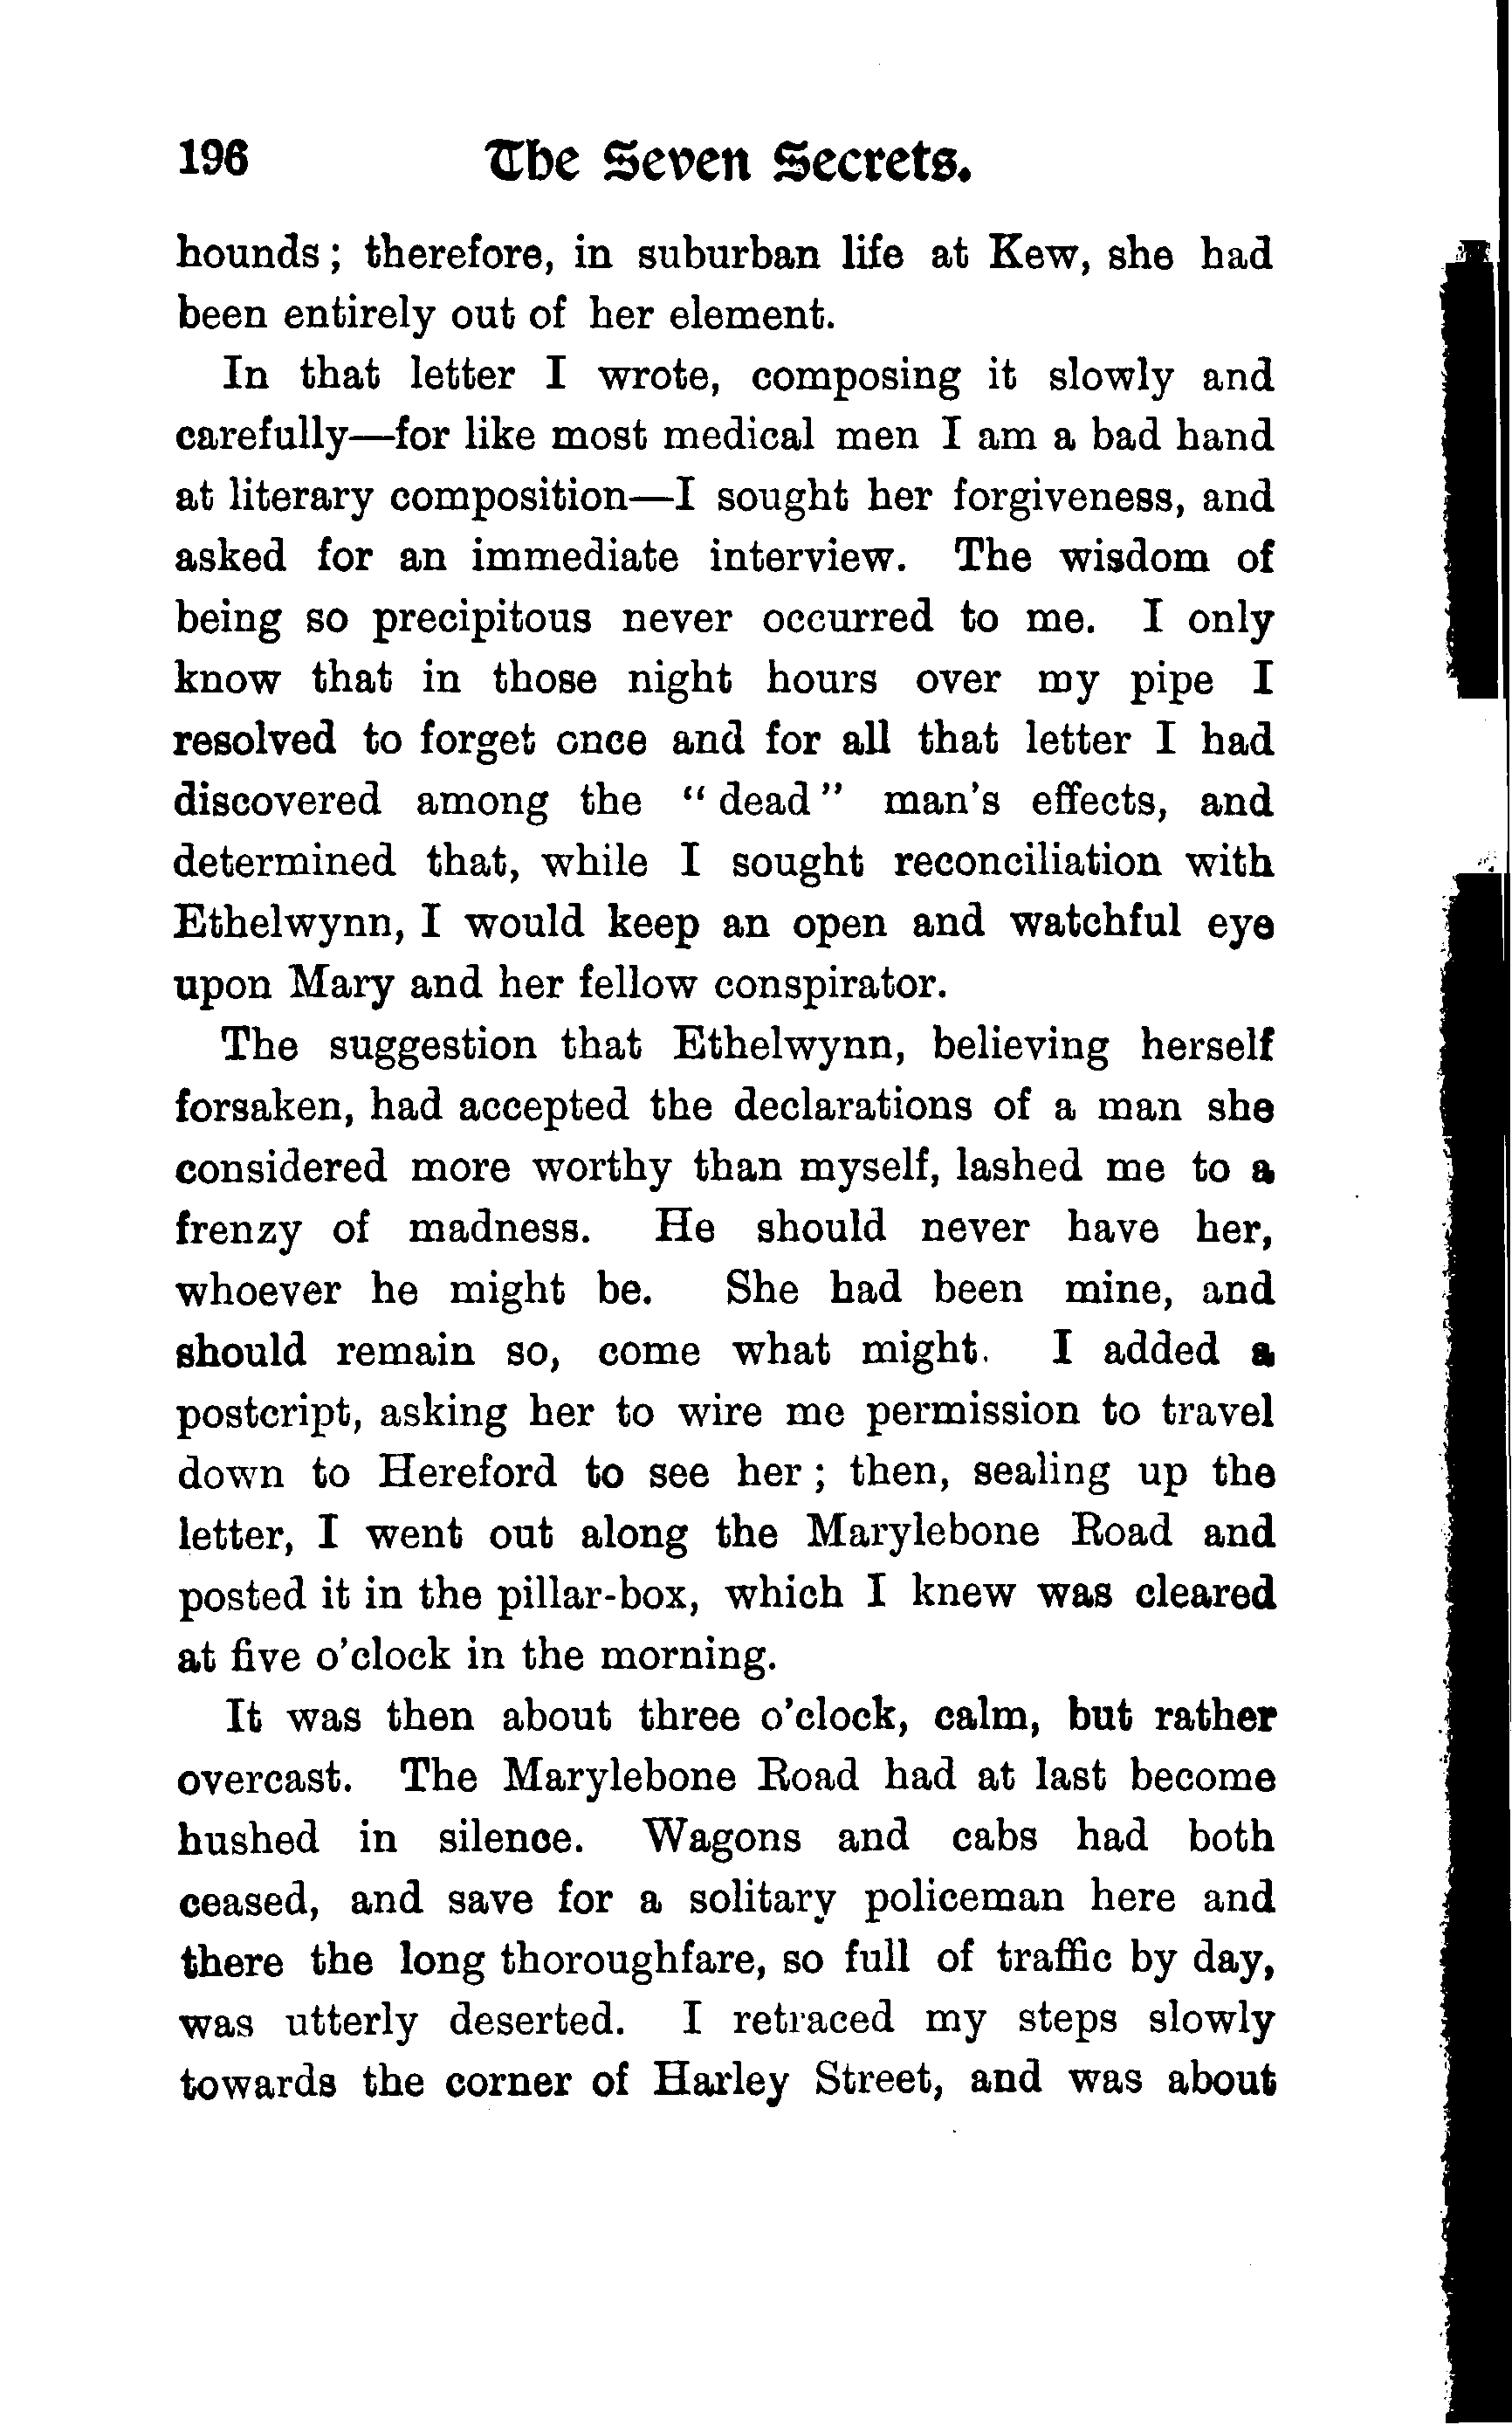 196 The Seven Secrets.
hounds; therefore, in suburban life at Kew, she had
been entirely out of her element.
In that letter I wrote, composing it slowly and
carefully—for like most medical men I am a bad hand
at literary composition—I sought her forgiveness, and
asked for an immediate interview. The wisdom of
being so precipitous never occurred to me. I only
know that in those night hours over my pipe I
resolved to forget once and for all that letter I had
discovered among the "dead" man's effects, and
determined that, while I sought reconciliation with
Ethelwynn, I would keep an open and watchful eye
upon Mary and her fellow conspirator.
The suggestion that Ethelwynn, believing herself
forsaken, had accepted the declarations of a man she
considered more worthy than myself, lashed me to a
frenzy of madness. He should never have her,
whoever he might be. She had been mine, and
should remain so, come what might. I added a
postcript, asking her to wire me permission to travel
down to Hereford to see her; then, sealing up the
letter, I went out along the Marylebone Road and
posted it in the pillar-box, which I knew was cleared
at five o'clock in the morning.
It was then about three o'clock, calm, but rather
overcast. The Marylebone Road had at last become
hushed in silence. Wagons and cabs had both
ceased, and save for a solitary policeman here and
there the long thoroughfare, so full of traffic by day,
was utterly deserted. I retraced my steps slowly
towards the corner of Harley Street, and was about